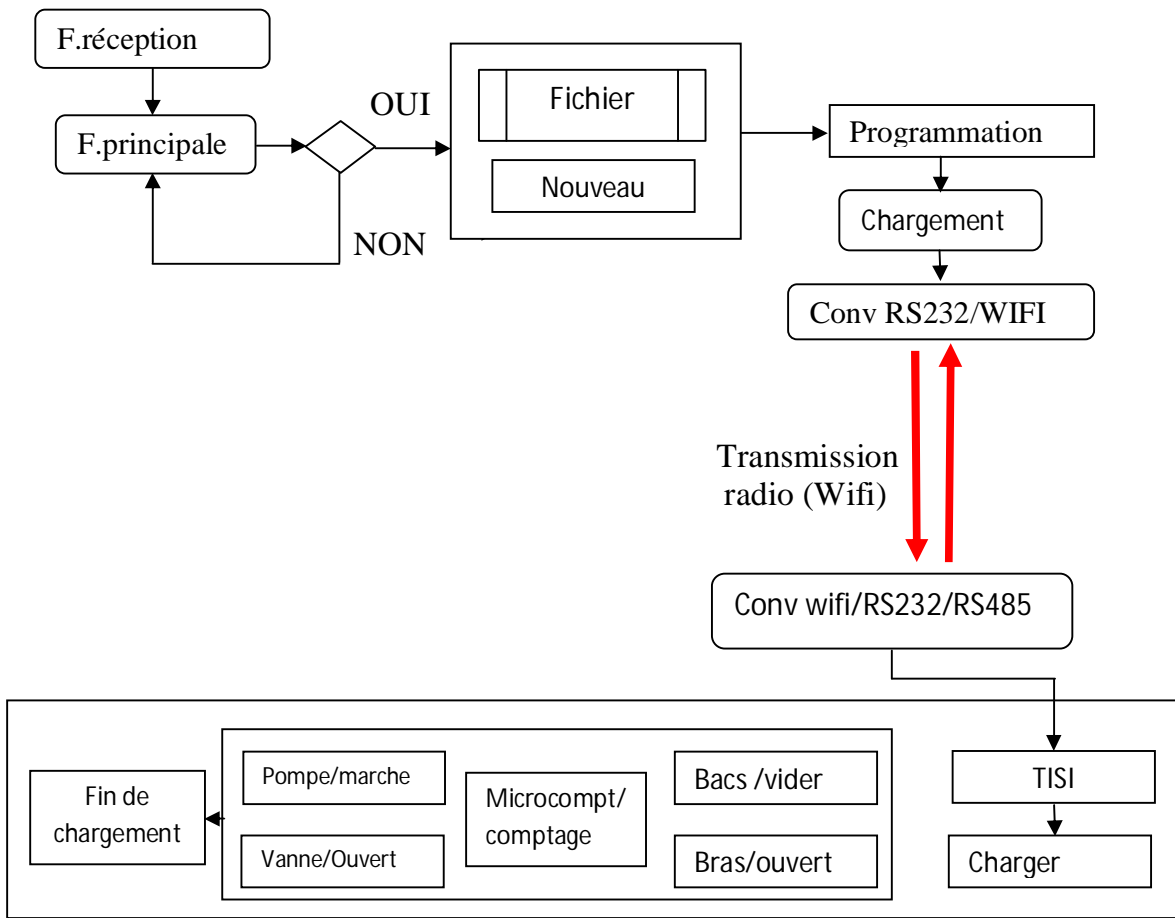 F.réception
F.principale
OUI
NON
Fichier
Nouveau
Programmation
Chargement
Conv RS232/WIFI
Transmission
radio (Wifi)
Conv wifi/RS232/RS485
Fin de
chargement
Pompe/marche
Vanne/Ouvert
Microcompt/
comptage
Bacs /vider
Bras/ouvert
TISI
Charger